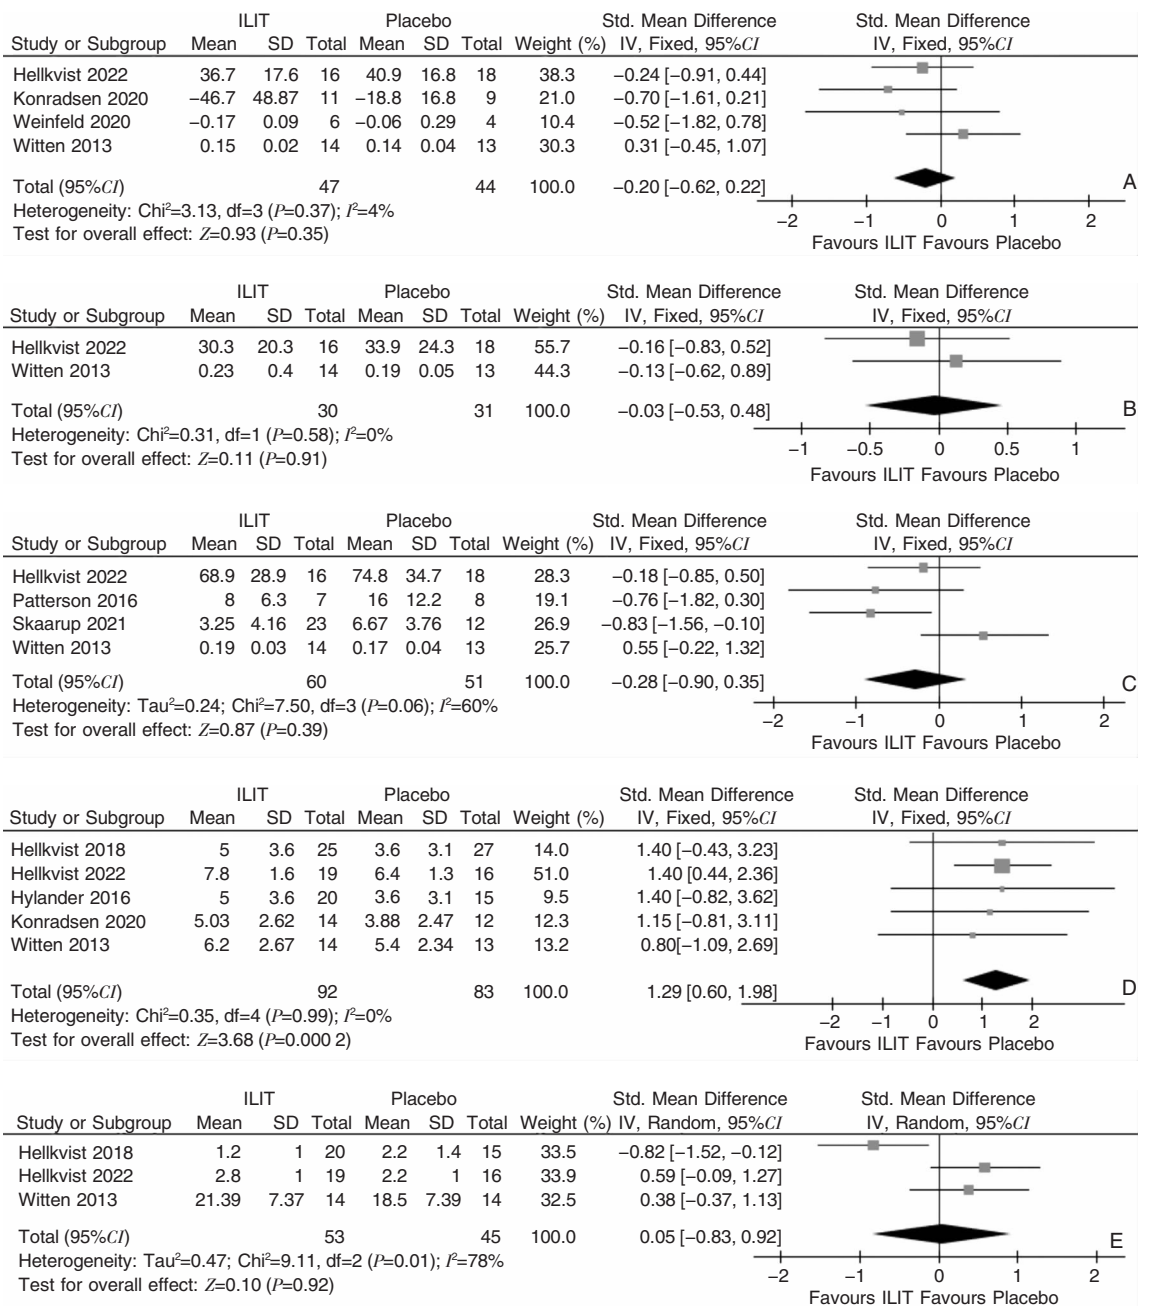 ILIT Placebo Std. Mean Difference Std. Mean Difference
Study or Subgroup Mean SD Total Mean SD Total Weight (%) IV, Fixed, 95%CI IV, Fixed, 95%CI
Hellkvist 2022 36.7 17.6 16 40.9 16.8 18 38.3 −0.24 [−0.91, 0.44]
Konradsen 2020 −46.7 48.87 11 −18.8 16.8 9 21.0 −0.70 [−1.61, 0.21]
Weinfeld 2020 −0.17 0.09 6 −0.06 0.29 4 10.4 −0.52 [−1.82, 0.78]
Witten 2013 0.15 0.02 14 0.14 0.04 13 30.3 0.31 [−0.45, 1.07]
Total (95%CI) 47 44 100.0 −0.20 [−0.62, 0.22] A
Heterogeneity: Chi²=3.13, df=3 (P=0.37); I²=4%
−2 −1 0 1 2
Test for overall effect: Z=0.93 (P=0.35)
Favours ILIT Favours Placebo
ILIT Placebo Std. Mean Difference Std. Mean Difference
Study or Subgroup Mean SD Total Mean SD Total Weight (%) IV, Fixed, 95%CI IV, Fixed, 95%CI
Hellkvist 2022 30.3 20.3 16 33.9 24.3 18 55.7 −0.16 [−0.83, 0.52]
Witten 2013 0.23 0.4 14 0.19 0.05 13 44.3 −0.13 [−0.62, 0.89]
Total (95%CI) 30 31 100.0 −0.03 [−0.53, 0.48] B
Heterogeneity: Chi²=0.31, df=1 (P=0.58); I²=0%
−1 −0.5 0 0.5 1
Test for overall effect: Z=0.11 (P=0.91)
Favours ILIT Favours Placebo
ILIT Placebo Std. Mean Difference Std. Mean Difference
Study or Subgroup Mean SD Total Mean SD Total Weight (%) IV, Fixed, 95%CI IV, Fixed, 95%CI
Hellkvist 2022 68.9 28.9 16 74.8 34.7 18 28.3 −0.18 [−0.85, 0.50]
Patterson 2016 8 6.3 7 16 12.2 8 19.1 −0.76 [−1.82, 0.30]
Skaarup 2021 3.25 4.16 23 6.67 3.76 12 26.9 −0.83 [−1.56, −0.10]
Witten 2013 0.19 0.03 14 0.17 0.04 13 25.7 0.55 [−0.22, 1.32]
Total (95%CI) 60 51 100.0 −0.28 [−0.90, 0.35] C
Heterogeneity: Tau²=0.24; Chi²=7.50, df=3 (P=0.06); I²=60%
−2 −1 0 1 2
Test for overall effect: Z=0.87 (P=0.39)
Favours ILIT Favours Placebo
ILIT Placebo Std. Mean Difference Std. Mean Difference
Study or Subgroup Mean SD Total Mean SD Total Weight (%) IV, Fixed, 95%CI IV, Fixed, 95%CI
Hellkvist 2018 5 3.6 25 3.6 3.1 27 14.0 1.40 [−0.43, 3.23]
Hellkvist 2022 7.8 1.6 19 6.4 1.3 16 51.0 1.40 [0.44, 2.36]
Hylander 2016 5 3.6 20 3.6 3.1 15 9.5 1.40 [−0.82, 3.62]
Konradsen 2020 5.03 2.62 14 3.88 2.47 12 12.3 1.15 [−0.81, 3.11]
Witten 2013 6.2 2.67 14 5.4 2.34 13 13.2 0.80[−1.09, 2.69]
Total (95%CI) 92 83 100.0 1.29 [0.60, 1.98] D
Heterogeneity: Chi²=0.35, df=4 (P=0.99); I²=0%
−2 −1 0 1 2
Test for overall effect: Z=3.68 (P=0.000 2)
Favours ILIT Favours Placebo
ILIT Placebo Std. Mean Difference Std. Mean Difference
Study or Subgroup Mean SD Total Mean SD Total Weight (%) IV, Random, 95%CI IV, Random, 95%CI
Hellkvist 2018 1.2 1 20 2.2 1.4 15 33.5 −0.82 [−1.52, −0.12]
Hellkvist 2022 2.8 1 19 2.2 1 16 33.9 0.59 [−0.09, 1.27]
Witten 2013 21.39 7.37 14 18.5 7.39 14 32.5 0.38 [−0.37, 1.13]
Total (95%CI) 53 45 100.0 0.05 [−0.83, 0.92] E
Heterogeneity: Tau²=0.47; Chi²=9.11, df=2 (P=0.01); I²=78%
−2 −1 0 1 2
Test for overall effect: Z=0.10 (P=0.92)
Favours ILIT Favours Placebo